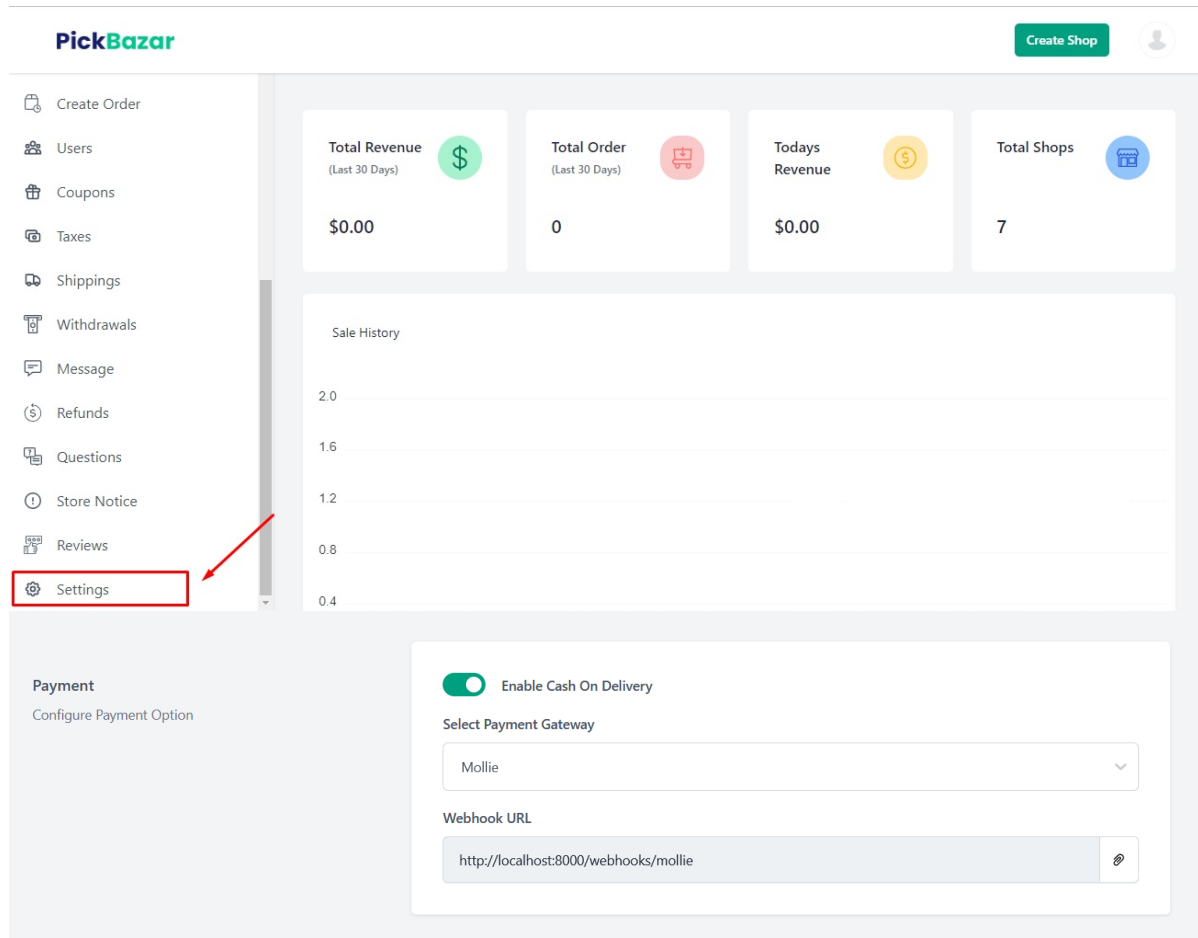 PickBazar
Create Shop
Create Order
Users
Coupons
Taxes
Shippings
Withdrawals
Message
Refunds
Questions
Store Notice
Reviews
Settings
Total Revenue
(Last 30 Days)
$0.00
Total Order
(Last 30 Days)
0
Todays
Revenue
$0.00
Total Shops
7
Sale History
2.0
1.6
1.2
0.8
0.4
Payment
Configure Payment Option
Enable Cash On Delivery
Select Payment Gateway
Mollie
Webhook URL
http://localhost:8000/webhooks/mollie